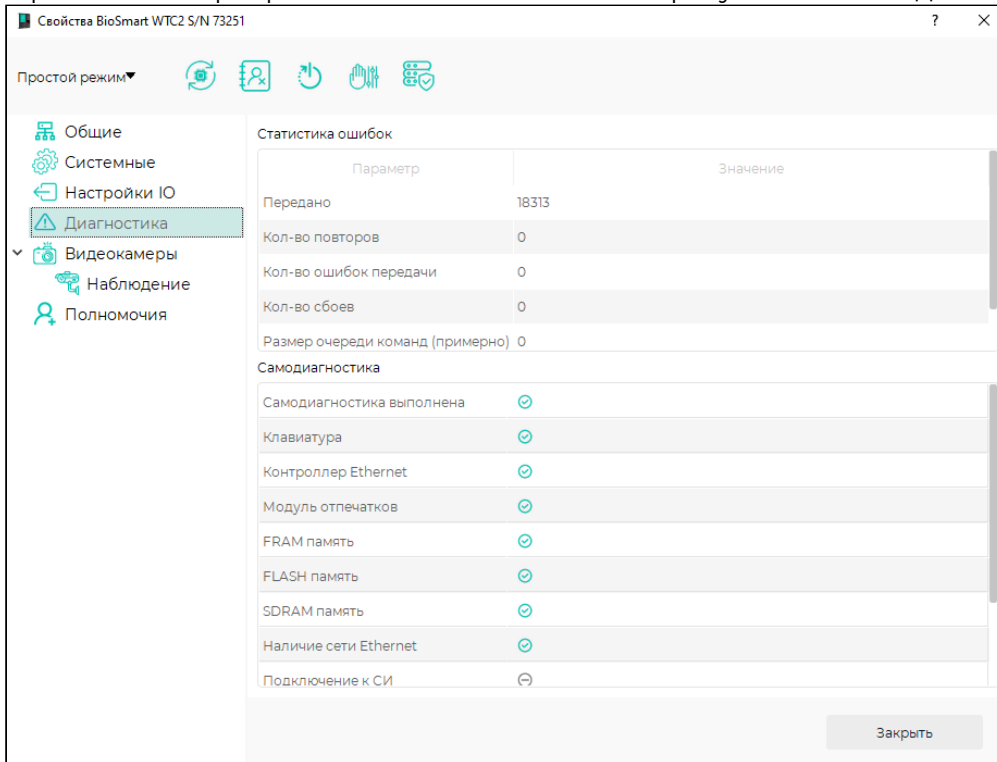 Свойства BioSmart WTC2 S/N 73251
?
Простой режим
Общие
Системные
Настройки IO
Диагностика
Видеокамеры
Наблюдение
Полномочия
Статистика ошибок
Параметр Значение
Передано 18313
Кол-во повторов 0
Кол-во ошибок передачи 0
Кол-во сбоев 0
Размер очереди команд (примерно) 0
Самодиагностика
Самодиагностика выполнена
Клавиатура
Контроллер Ethernet
Модуль отпечатков
FRAM память
FLASH память
SDRAM память
Наличие сети Ethernet
Подключение к СИ
Закрыть